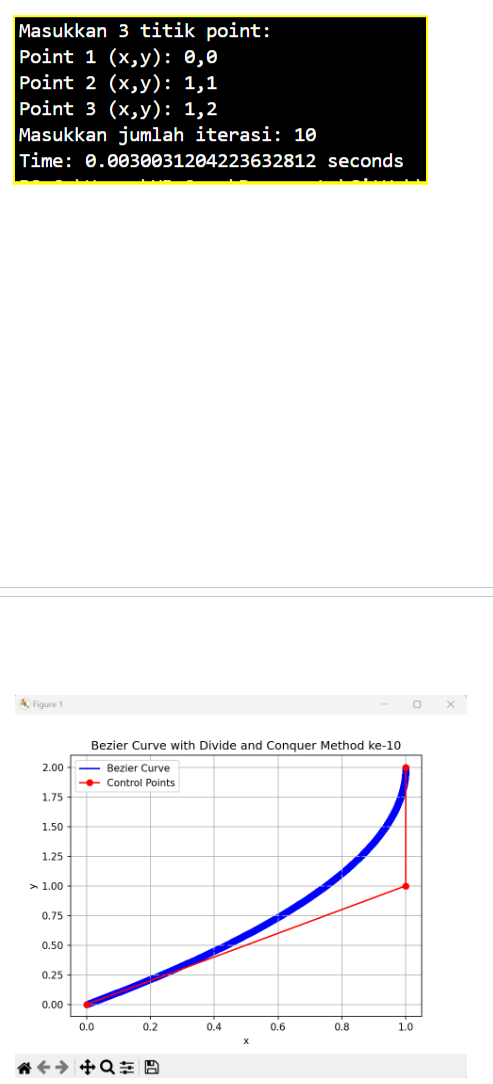 Masukkan 3 titik point:
Point 1 (x,y): 0,0
Point 2 (x,y): 1,1
Point 3 (x,y): 1,2
Masukkan jumlah iterasi: 10
Time: 0.0030031204223632812 seconds
Figure 1
Bezier Curve with Divide and Conquer Method ke-10
Bezier Curve
Control Points
2.00
1.75
1.50
1.25
1.00
0.75
0.50
0.25
0.00
y
0.0 0.2 0.4 0.6 0.8 1.0
x